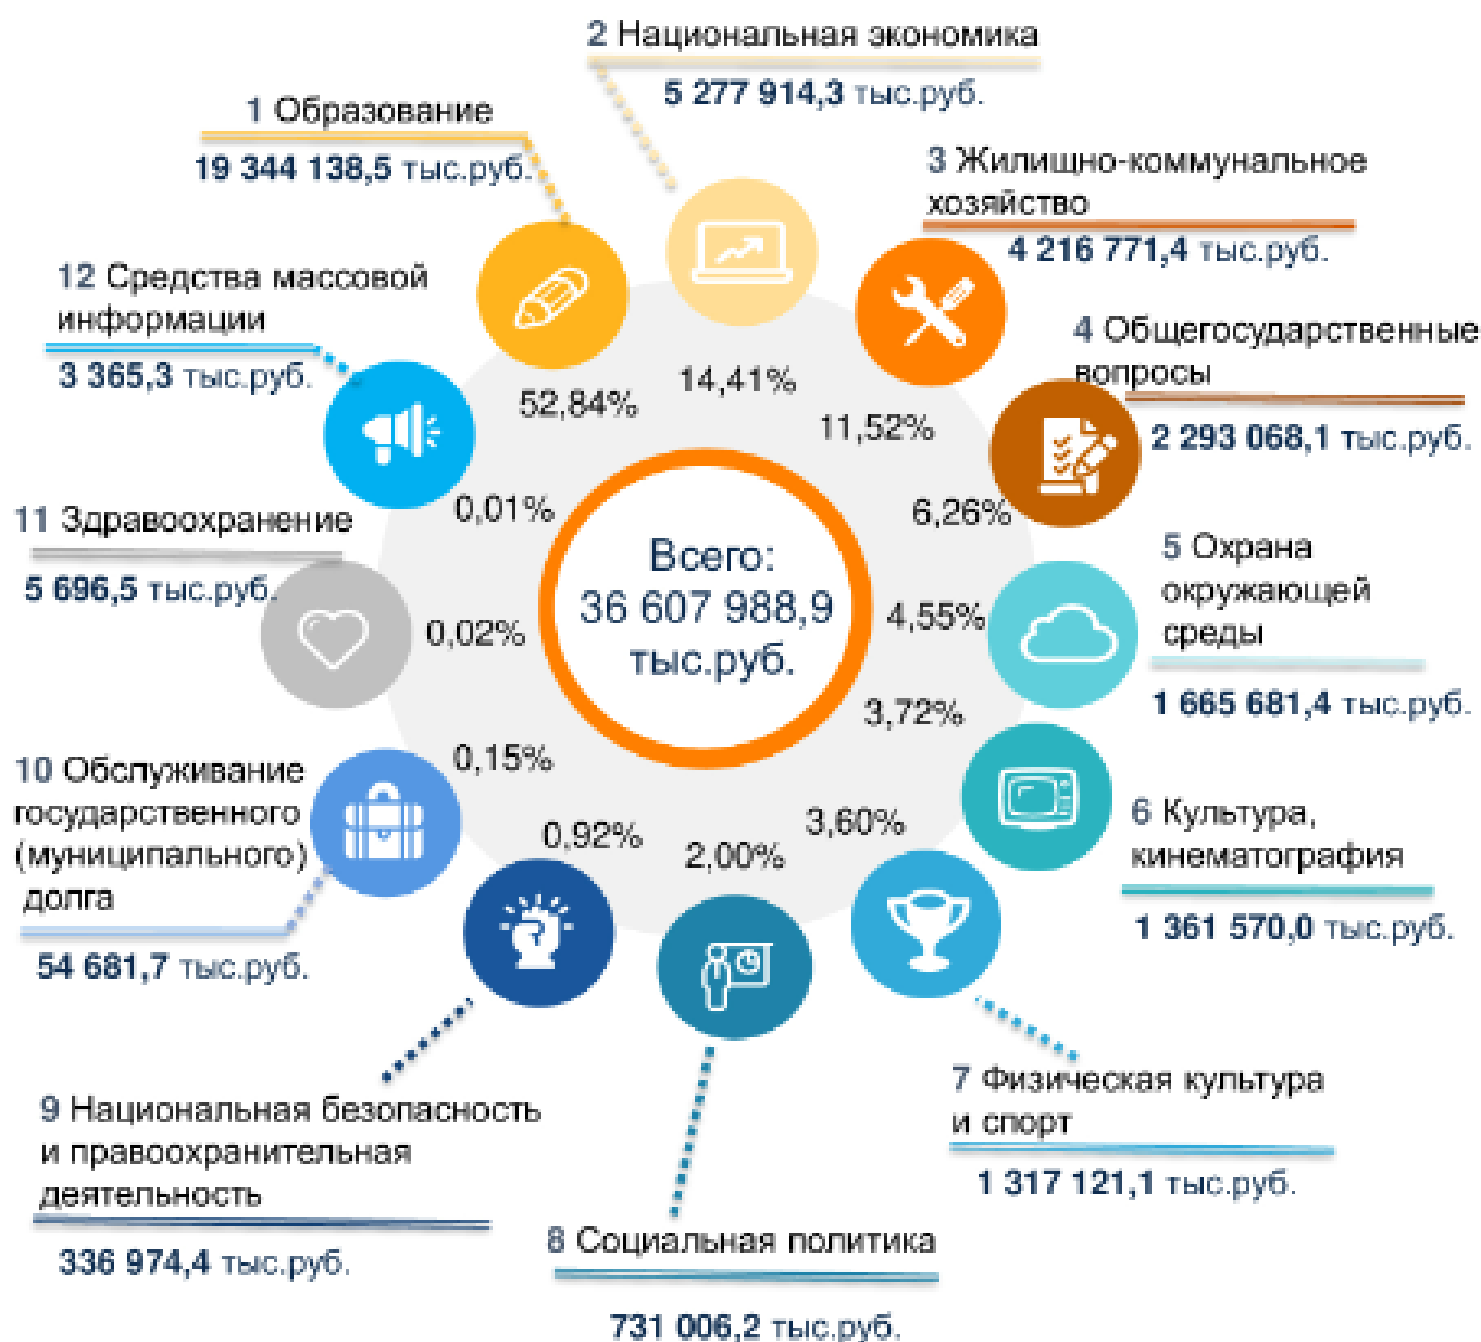 2 Национальная экономика
5 277 914,3 тыс.руб.
1 Образование
19 344 138,5 тыс.руб.
3 Жилищно-коммунальное
хозяйство
4 216 771,4 тыс.руб.
12 Средства массовой
информации
3 365,3 тыс.руб.
4 Общегосударственные
вопросы
2 293 068,1 тыс.руб.
52,84%
14,41%
11,52%
0,01%
6,26%
11 Здравоохранение
5 696,5 тыс.руб.
0,02%
Всего:
36 607 988,9
тыс.руб.
4,55%
5 Охрана
окружающей
среды
1 665 681,4 тыс.руб.
3,72%
0,15%
10 Обслуживание
государственного
(муниципального)
долга
54 681,7 тыс.руб.
0,92%
2,00%
3,60%
6 Культура,
кинематография
1 361 570,0 тыс.руб.
9 Национальная безопасность
и правоохранительная
деятельность
336 974,4 тыс.руб.
7 Физическая культура
и спорт
1 317 121,1 тыс.руб.
8 Социальная политика
731 006,2 тыс.руб.